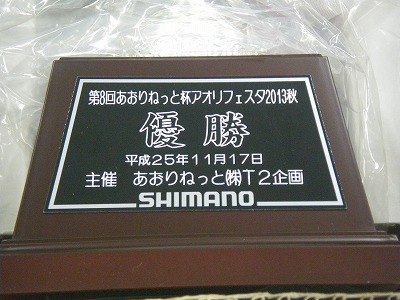 第8回あおりねっと杯アオリフェスタ2013秋
優勝
平成25年11月17日
主催 あおりねっと㈱T2企画
SHIMANO